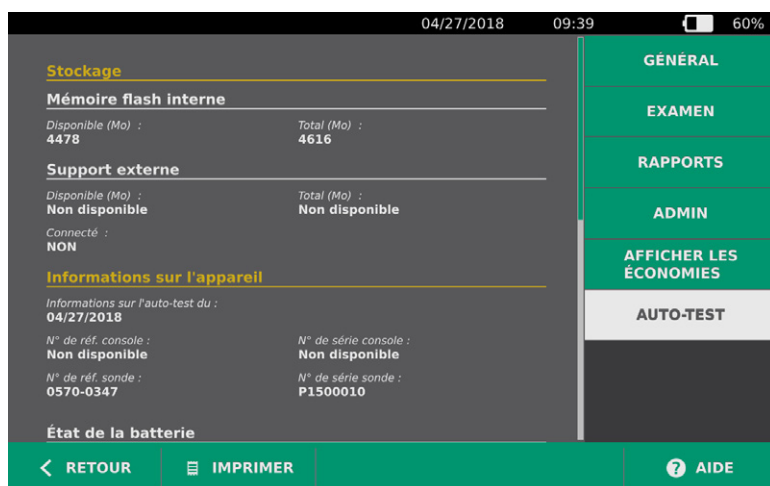 04/27/2018 09:39 60%
Stockage
Mémoire flash interne
Disponible (Mo) : Total (Mo) :
4478 4616
Support externe
Disponible (Mo) : Total (Mo) :
Non disponible Non disponible
Connecté :
NON
Informations sur l'appareil
Informations sur l'auto-test du :
04/27/2018
N° de réf. console : N° de série console :
Non disponible Non disponible
N° de réf. sonde : N° de série sonde :
0570-0347 P1500010
État de la batterie
GÉNÉRAL
EXAMEN
RAPPORTS
ADMIN
AFFICHER LES
ÉCONOMIES
AUTO-TEST
RETOUR IMPRIMER ? AIDE